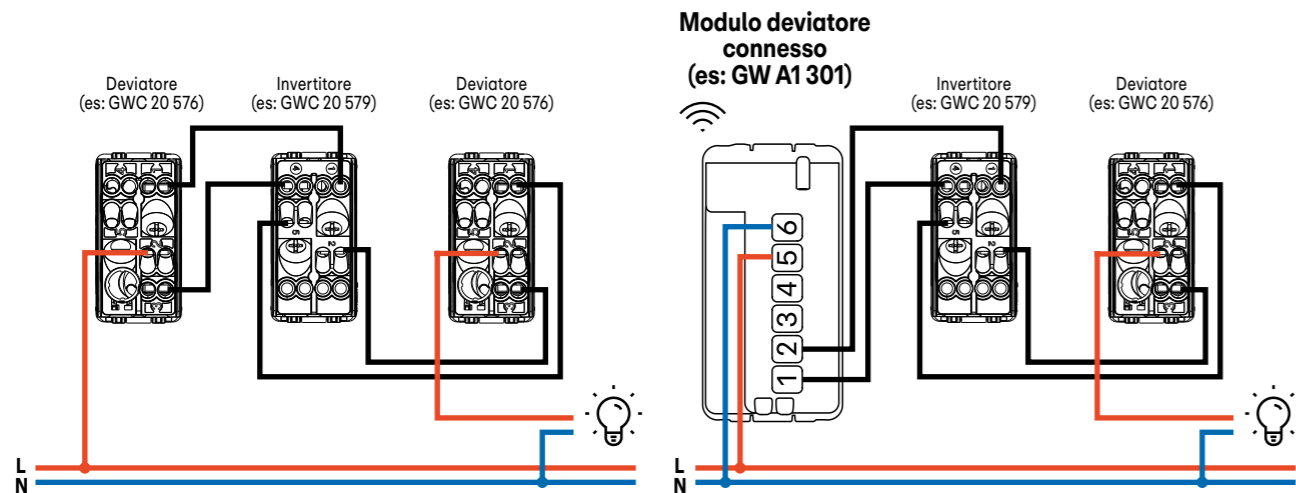 Deviatore
(es: GWC 20 576)
Invertitore
(es: GWC 20 579)
Deviatore
(es: GWC 20 576)
L
N
Modulo deviatore
connesso
(es: GW A1 301)
Invertitore
(es: GWC 20 579)
Deviatore
(es: GWC 20 576)
6
5
4
3
2
1
L
N